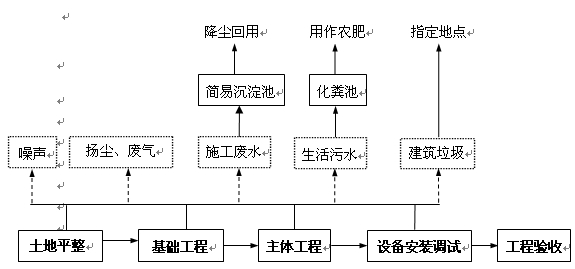 降尘回用 用作农肥 指定地点
简易沉淀池 化粪池
噪声 扬尘、废气 施工废水 生活污水 建筑垃圾
土地平整 基础工程 主体工程 设备安装调试 工程验收